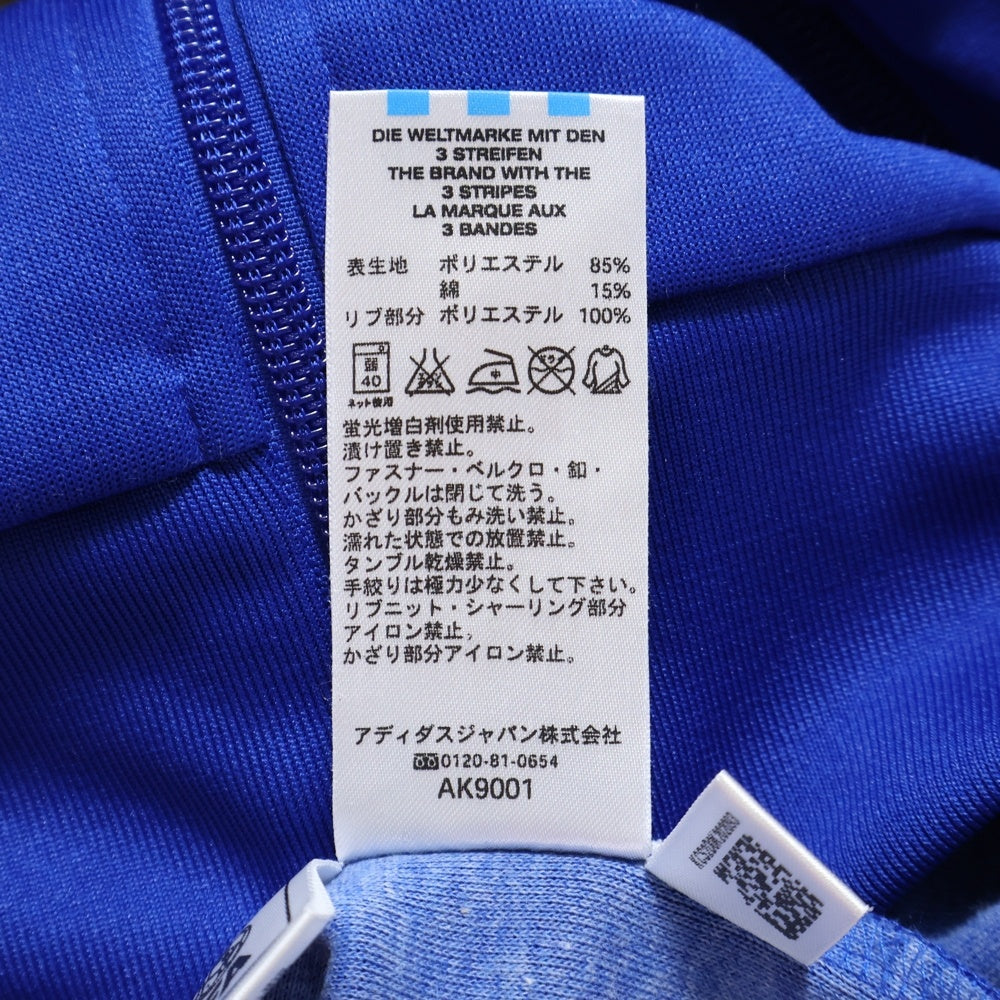 DIE WELTMARKE MIT DEN
3 STREIFEN
THE BRAND WITH THE
3 STRIPES
LA MARQUE AUX
3 BANDES
表生地 ポリエステル 85%
綿 15%
リブ部分 ポリエステル 100%
弱
40
中
ネット使用
蛍光増白剤使用禁止。
漬け置き禁止。
ファスナー・ベルクロ・釦・
バックルは閉じて洗う。
かざり部分もみ洗い禁止。
濡れた状態での放置禁止。
タンブル乾燥禁止。
手絞りは極力少なくして下さい。
リブニット・シャーリング部分
アイロン禁止。
かざり部分アイロン禁止。
アディダスジャパン株式会社
0120-81-0654
AK9001